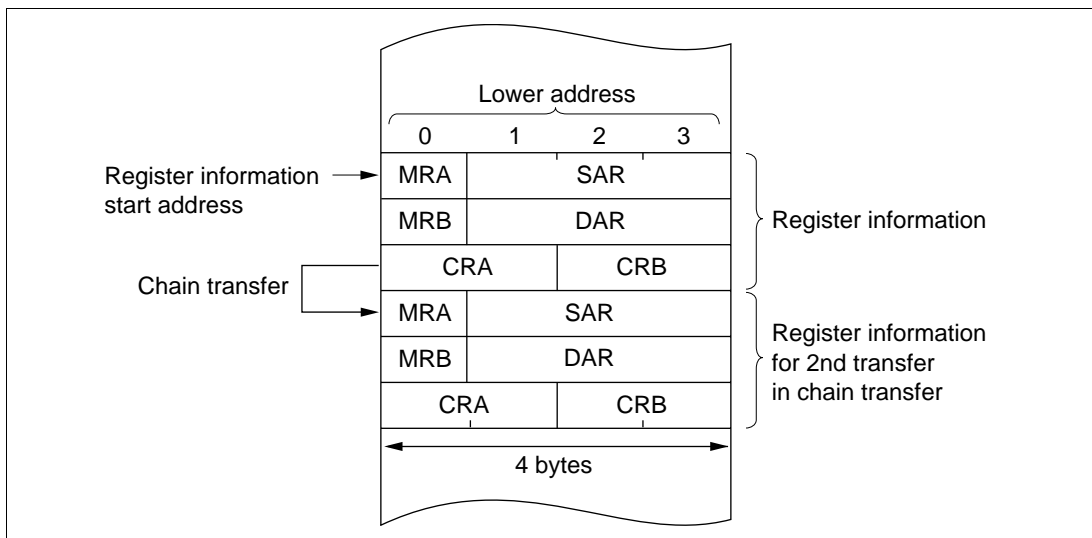 Lower address
0 1 2 3
Register information
start address
MRA SAR
MRB DAR
Register information
CRA CRB
Chain transfer
MRA SAR
MRB DAR
CRA CRB
Register information
for 2nd transfer
in chain transfer
4 bytes